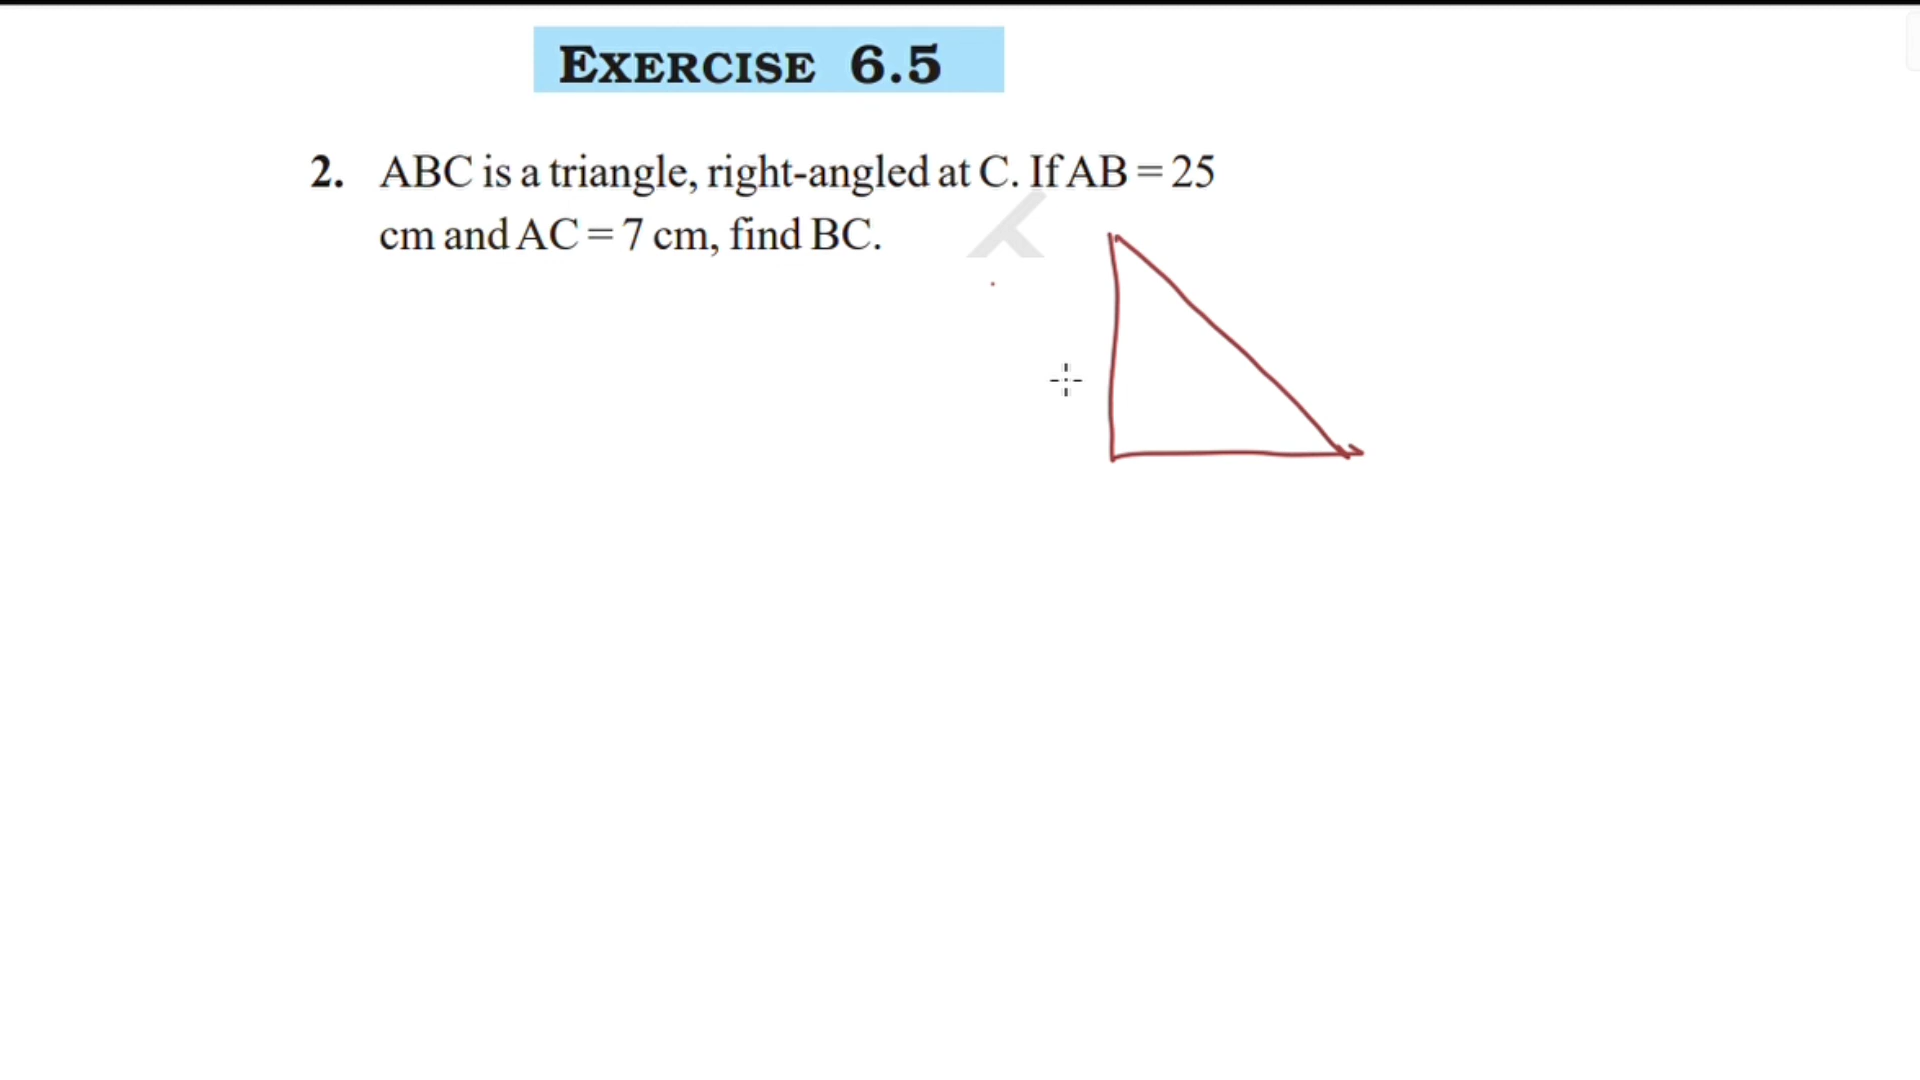 EXERCISE 6.5
2. ABC is a triangle, right-angled at C. If AB = 25
cm and AC = 7 cm, find BC.